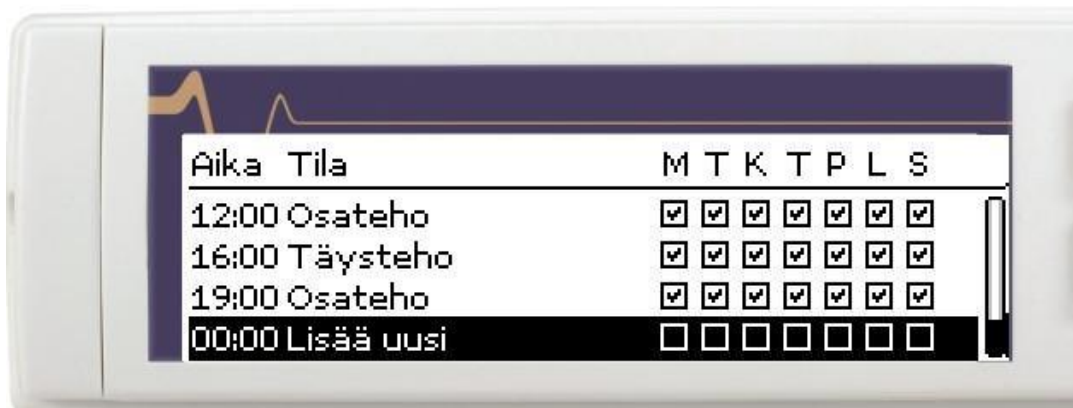 Aika Tila M T K T P L S
12:00 Osateho
16:00 Täysteho
19:00 Osateho
00:00 Lisää uusi